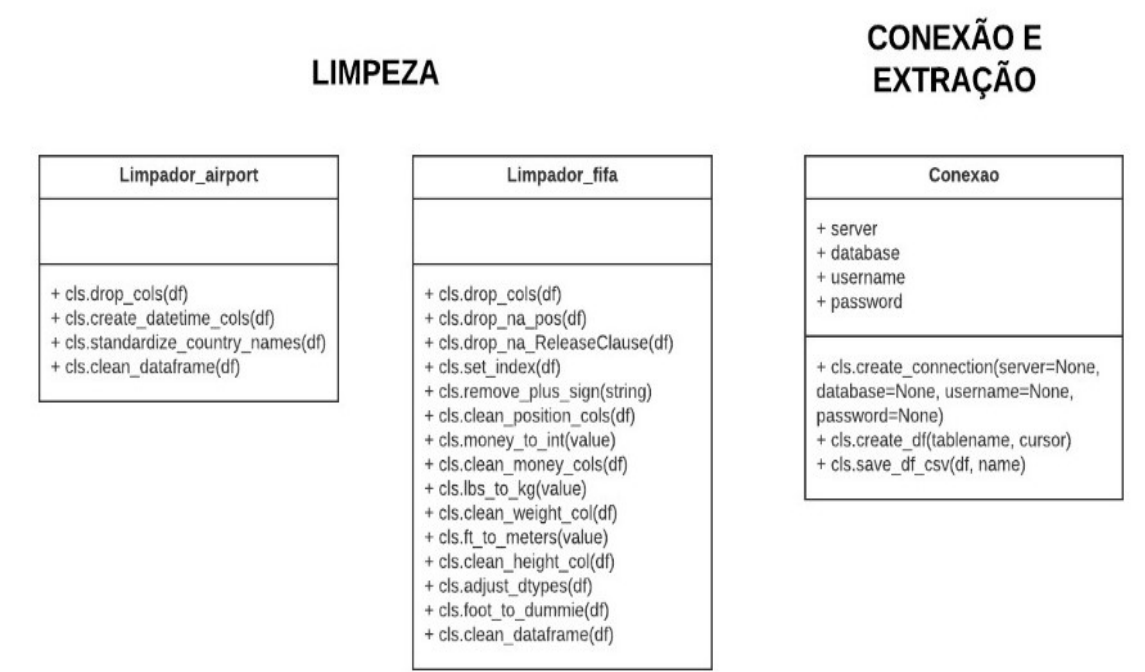 LIMPEZA
CONEXÃO E
EXTRAÇÃO
Limpador_airport
+ cls.drop_cols(df)
+ cls.create_datetime_cols(df)
+ cls.standardize_country_names(df)
+ cls.clean_dataframe(df)
Limpador_fifa
+ cls.drop_cols(df)
+ cls.drop_na_pos(df)
+ cls.drop_na_ReleaseClause(df)
+ cls.set_index(df)
+ cls.remove_plus_sign(string)
+ cls.clean_position_cols(df)
+ cls.money_to_int(value)
+ cls.clean_money_cols(df)
+ cls.lbs_to_kg(value)
+ cls.clean_weight_col(df)
+ cls.ft_to_meters(value)
+ cls.clean_height_col(df)
+ cls.adjust_dtypes(df)
+ cls.foot_to_dummie(df)
+ cls.clean_dataframe(df)
Conexao
+ server
+ database
+ username
+ password
+ cls.create_connection(server=None,
database=None, username=None,
password=None)
+ cls.create_df(tablename, cursor)
+ cls.save_df_csv(df, name)